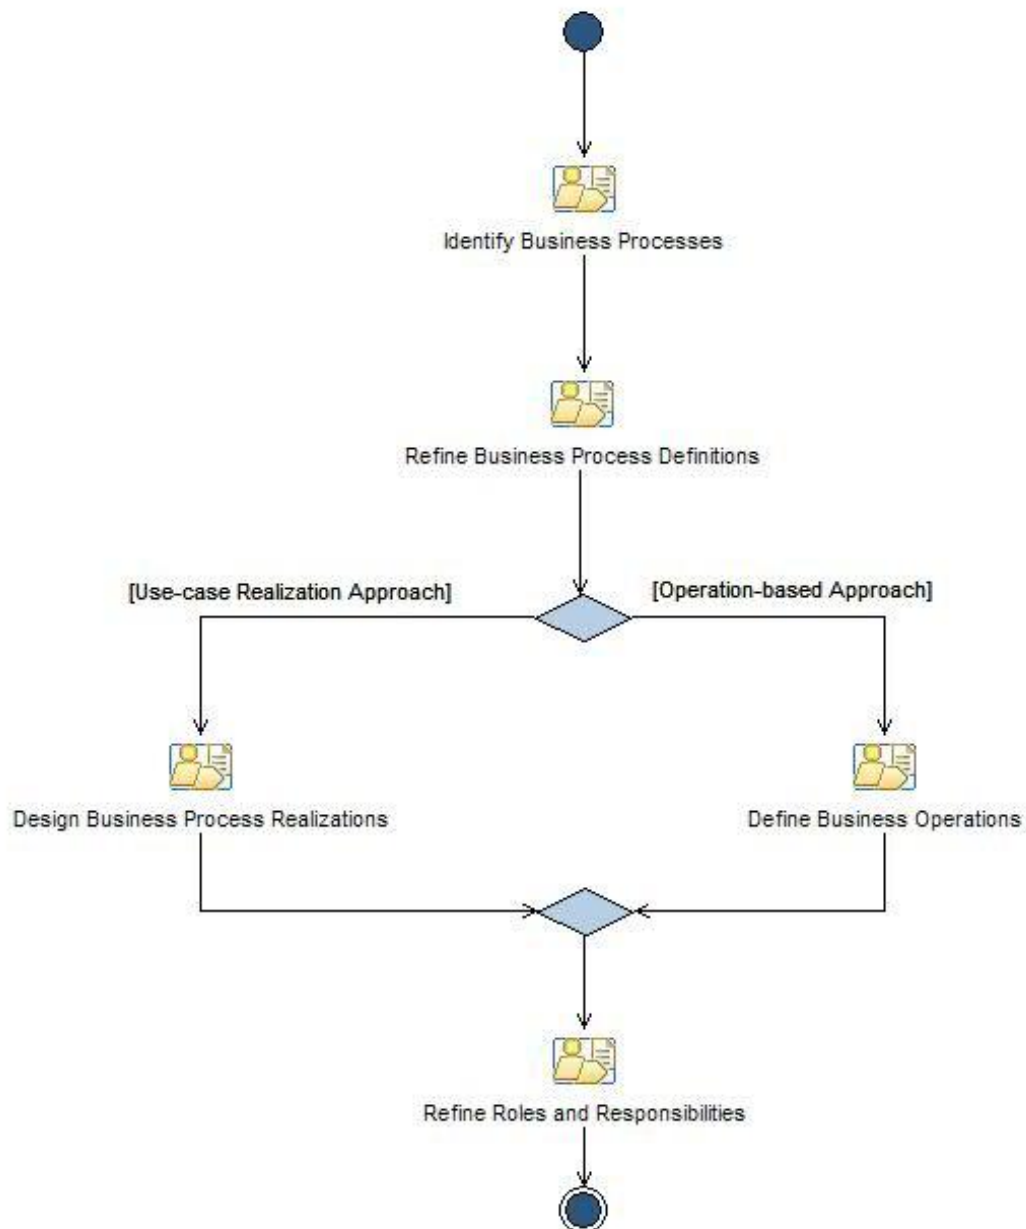 Identify Business Processes
Refine Business Process Definitions
[Use-case Realization Approach]
[Operation-based Approach]
Design Business Process Realizations
Define Business Operations
Refine Roles and Responsibilities